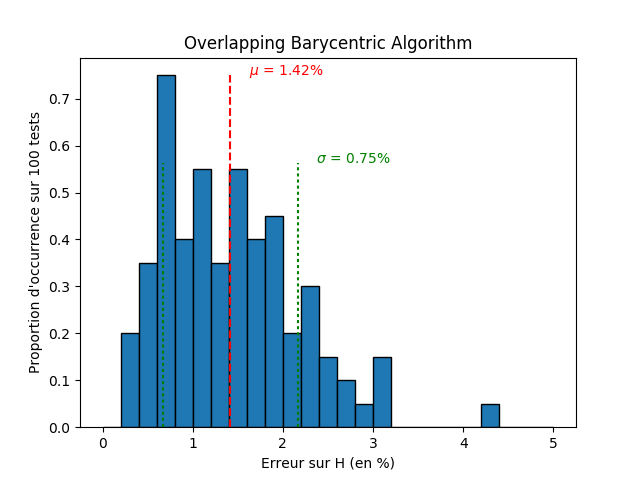 Overlapping Barycentric Algorithm
μ = 1.42%
σ = 0.75%
Proportion d'occurrence sur 100 tests
0.7
0.6
0.5
0.4
0.3
0.2
0.1
0.0
0 1 2 3 4 5
Erreur sur H (en %)